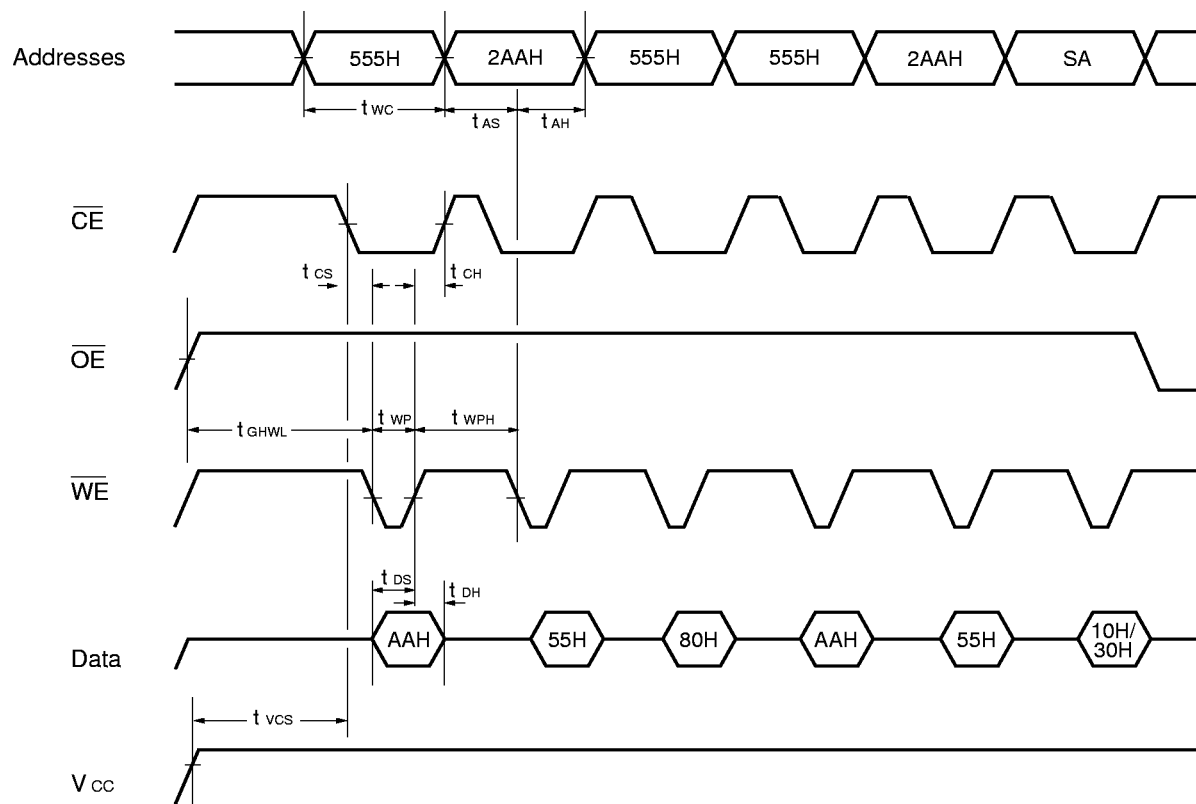 Addresses 555H 2AAH 555H 555H 2AAH SA
t WC t AS t AH
CE
t CS t CH
OE
t GHWL t WP t WPH
WE
t DS t DH
Data AAH 55H 80H AAH 55H 10H/
30H
t VCS
V CC